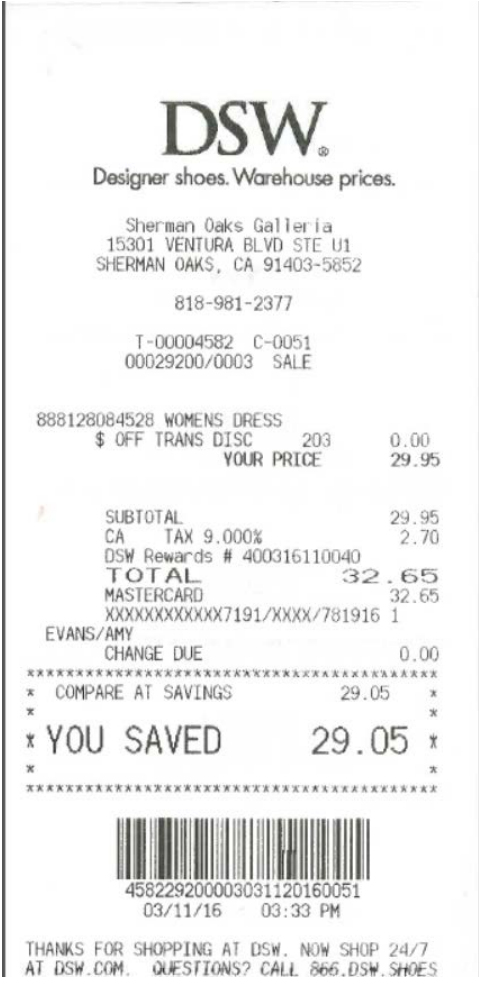 DSW®
Designer shoes. Warehouse prices.
Sherman Oaks Galleria
15301 VENTURA BLVD STE U1
SHERMAN OAKS, CA 91403-5852
818-981-2377
T-00004582 C-0051
00029200/0003 SALE
888128084528 WOMENS DRESS
$ OFF TRANS DISC 203 0.00
YOUR PRICE 29.95
SUBTOTAL 29.95
CA TAX 9.000% 2.70
DSW Rewards # 400316110040
TOTAL 32.65
MASTERCARD 32.65
XXXXXXXXXXXX7191/XXXX/781916 1
EVANS/AMY
CHANGE DUE 0.00
******************************************
* COMPARE AT SAVINGS 29.05 *
* *
* YOU SAVED 29.05 *
* *
******************************************
458229200003031120160051
03/11/16 03:33 PM
THANKS FOR SHOPPING AT DSW. NOW SHOP 24/7
AT DSW.COM. QUESTIONS? CALL 866.DSW.SHOES